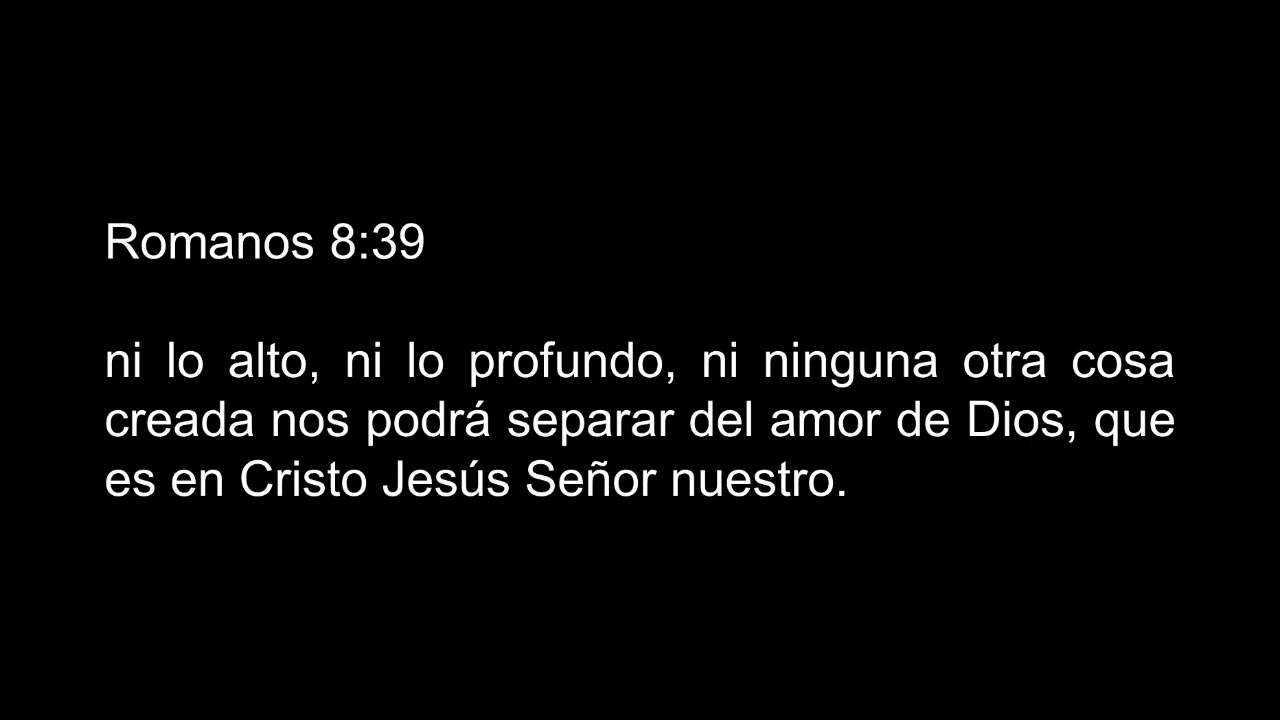 Romanos 8:39
ni lo alto, ni lo profundo, ni ninguna otra cosa
creada nos podrá separar del amor de Dios, que
es en Cristo Jesús Señor nuestro.